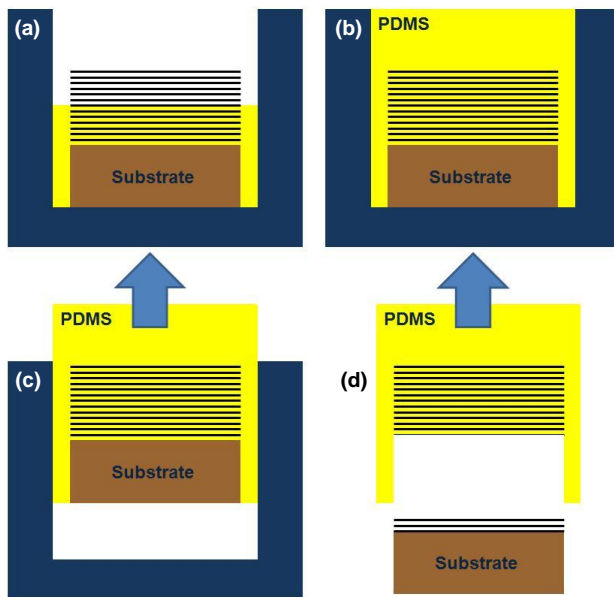 (a)
Substrate
(b)
PDMS
Substrate
(c)
PDMS
Substrate
(d)
PDMS
Substrate